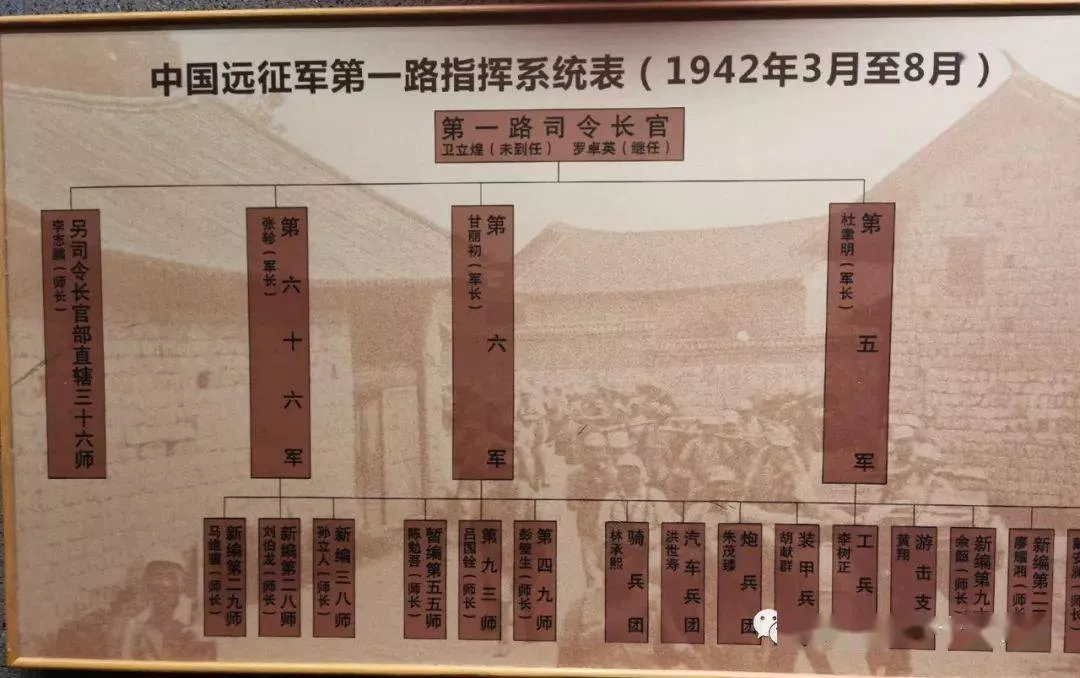 中国远征军第一路指挥系统表（1942年3月至8月）
第一路司令长官
卫立煌（未到任） 罗卓英（继任）
另司令长官部直辖三十六师
李志鹏（师长）
第六十六军
张轸（军长）
第六军
甘丽初（军长）
第五军
杜聿明（军长）
新编第二九师
马维骥（师长）
新编第二八师
刘伯龙（师长）
新编三八师
孙立人（师长）
暂编第五五师
陈勉吾（师长）
第九三师
吕国铨（师长）
第四九师
彭璧生（师长）
骑兵团
林承熙
汽车兵团
洪世寿
炮兵团
朱茂臻
装甲兵
胡献群
工兵
李树正
游击支
黄翔
新编第九
余韶（师长）
新编第二
廖耀湘（师长